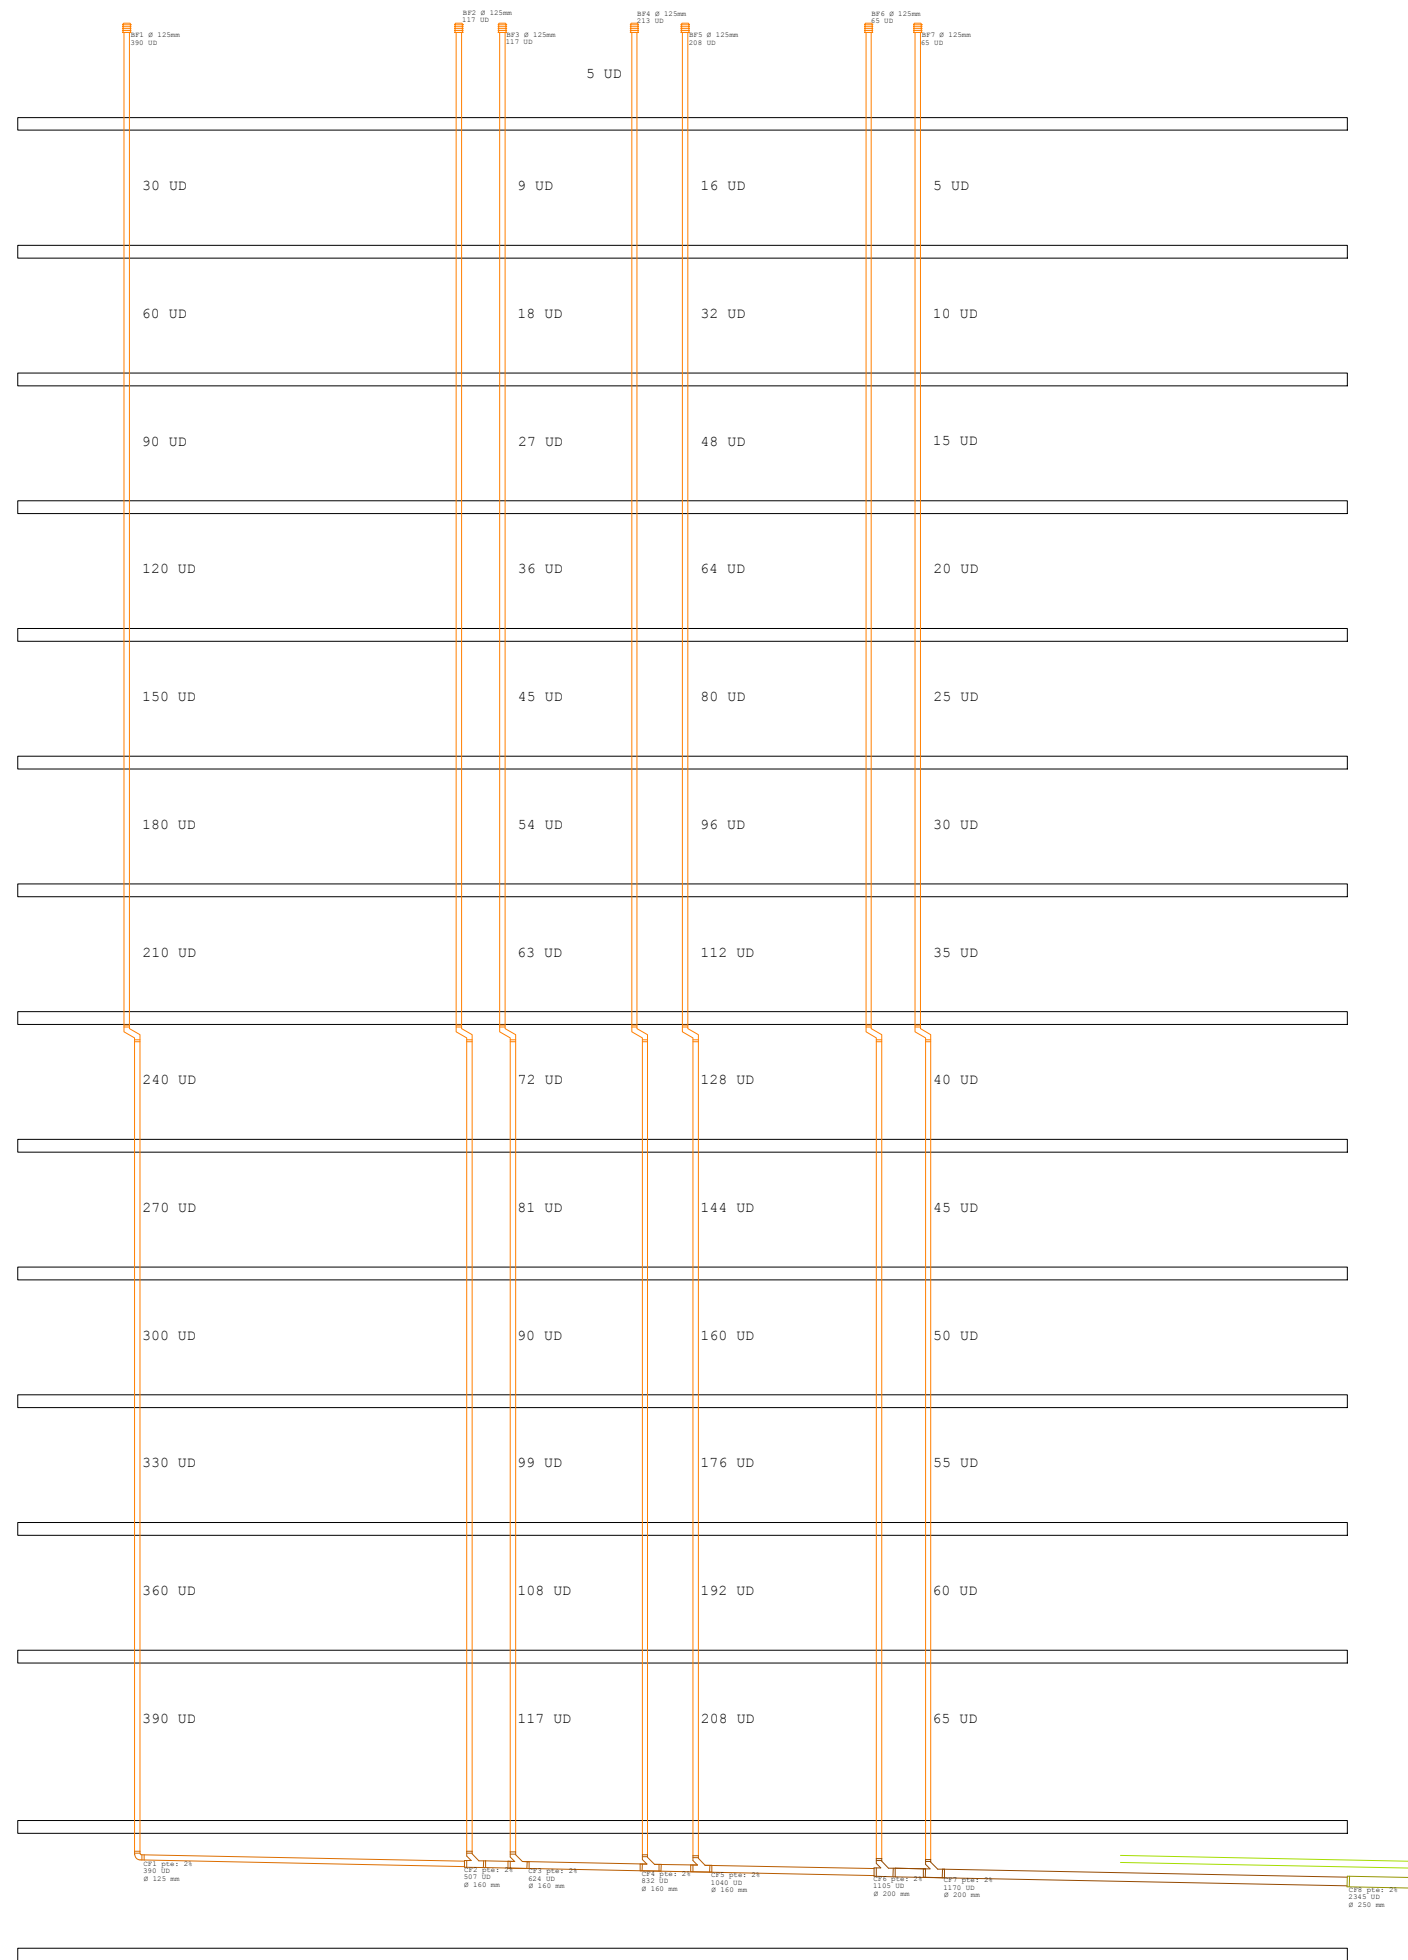 BF1 Ø 125mm
390 UD
BF2 Ø 125mm
117 UD
BF3 Ø 125mm
117 UD
BF4 Ø 125mm
213 UD
BF5 Ø 125mm
208 UD
BF6 Ø 125mm
65 UD
BF7 Ø 125mm
65 UD
5 UD
30 UD
9 UD
16 UD
5 UD
60 UD
18 UD
32 UD
10 UD
90 UD
27 UD
48 UD
15 UD
120 UD
36 UD
64 UD
20 UD
150 UD
45 UD
80 UD
25 UD
180 UD
54 UD
96 UD
30 UD
210 UD
63 UD
112 UD
35 UD
240 UD
72 UD
128 UD
40 UD
270 UD
81 UD
144 UD
45 UD
300 UD
90 UD
160 UD
50 UD
330 UD
99 UD
176 UD
55 UD
360 UD
108 UD
192 UD
60 UD
390 UD
117 UD
208 UD
65 UD
CF1 pte: 2%
390 UD
Ø 125 mm
CF2 pte: 2%
507 UD
Ø 160 mm
CF3 pte: 2%
624 UD
Ø 160 mm
CF4 pte: 2%
832 UD
Ø 160 mm
CF5 pte: 2%
1040 UD
Ø 160 mm
CF6 pte: 2%
1105 UD
Ø 200 mm
CF7 pte: 2%
1170 UD
Ø 200 mm
CF8 pte: 2%
2345 UD
Ø 250 mm